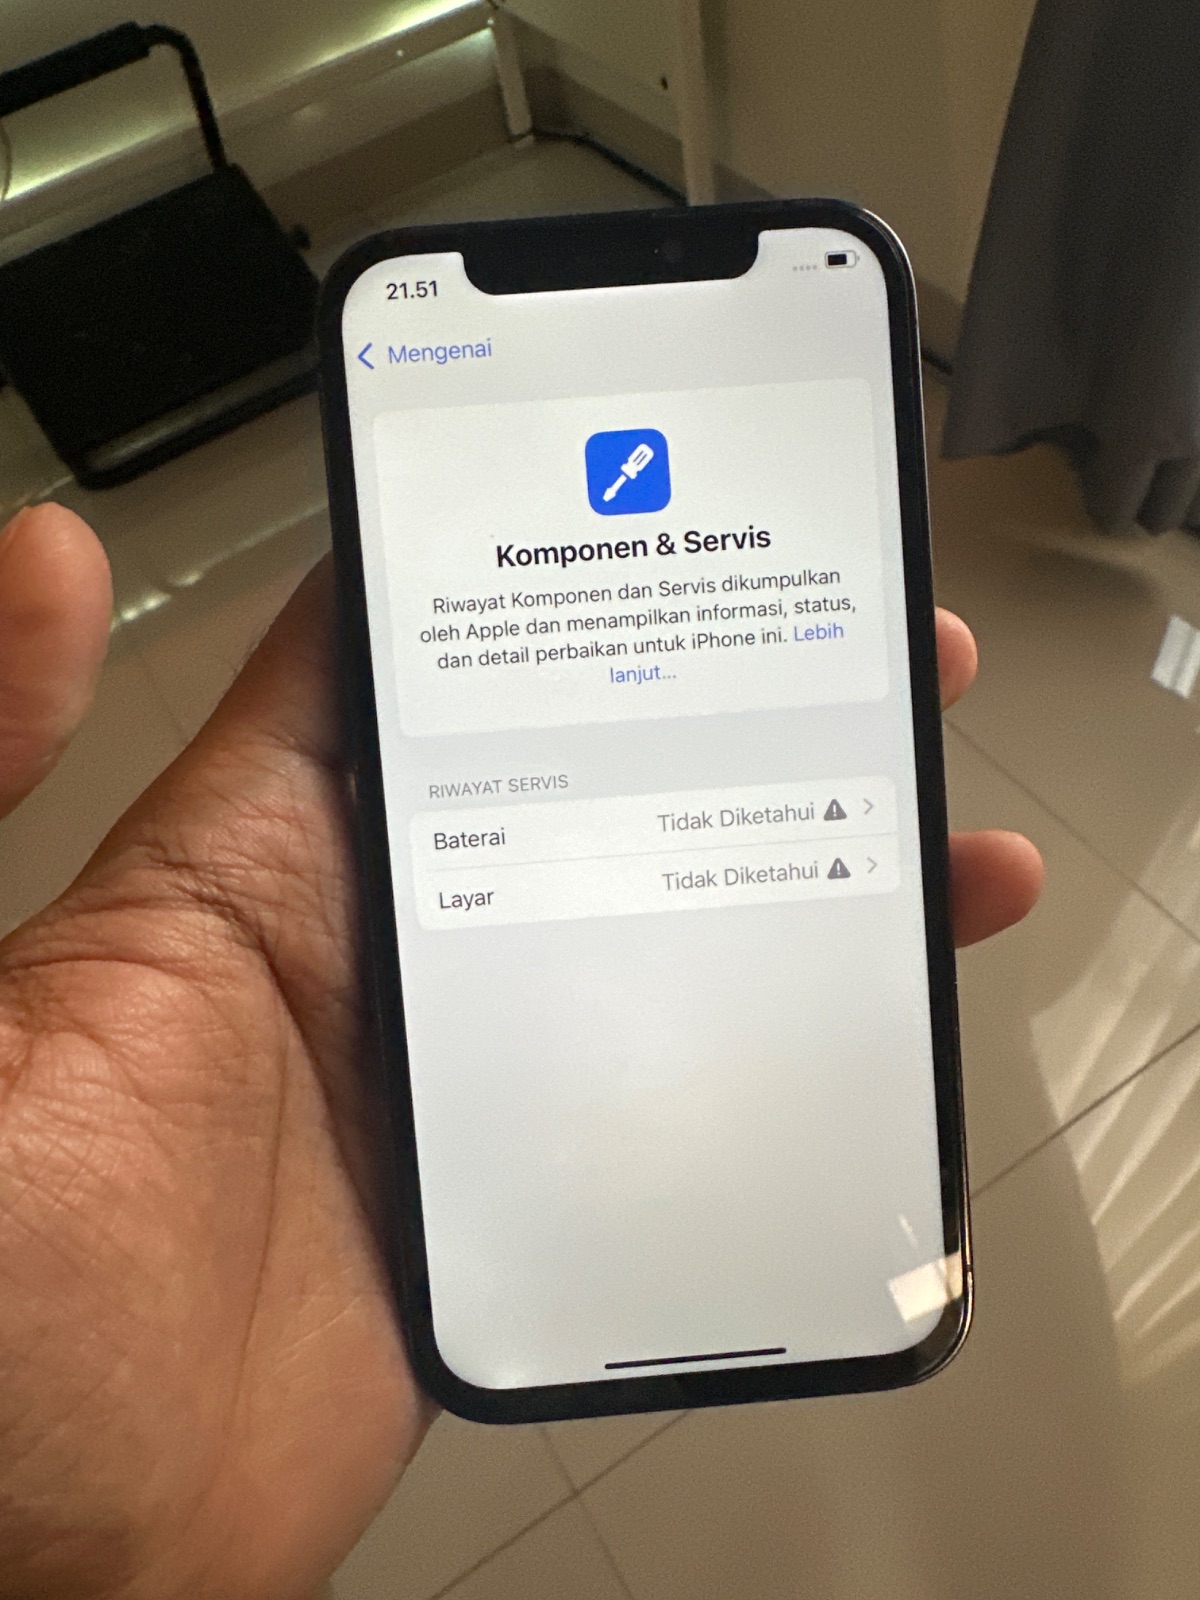 21.51
Mengenai
Komponen & Servis
Riwayat Komponen dan Servis dikumpulkan
oleh Apple dan menampilkan informasi, status,
dan detail perbaikan untuk iPhone ini. Lebih
lanjut...
RIWAYAT SERVIS
Baterai Tidak Diketahui
Layar Tidak Diketahui